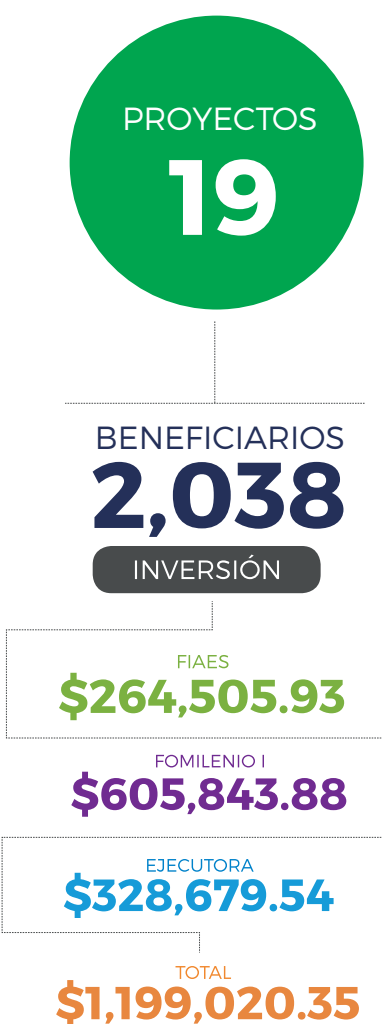 PROYECTOS
19
BENEFICIARIOS
2,038
INVERSIÓN
FIAES
$264,505.93
FOMILENIO I
$605,843.88
EJECUTORA
$328,679.54
TOTAL
$1,199,020.35